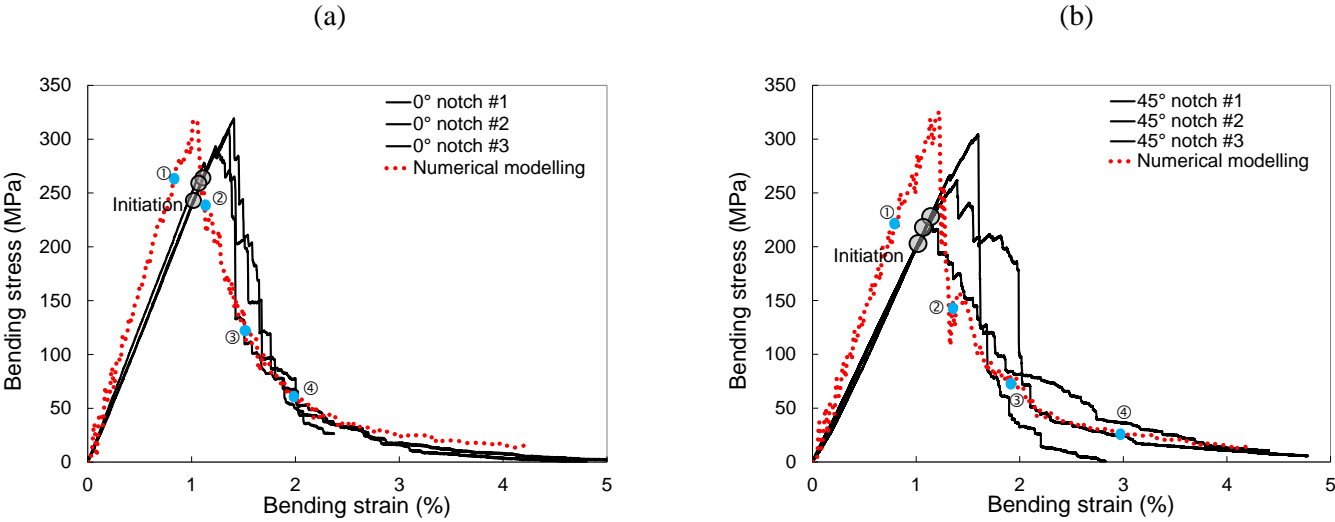 (a)
(b)
350
300
250
200
150
100
50
0
Bending stress (MPa)
0° notch #1
0° notch #2
0° notch #3
Numerical modelling
①
②
③
④
Initiation
0 1 2 3 4 5
Bending strain (%)
350
300
250
200
150
100
50
0
Bending stress (MPa)
45° notch #1
45° notch #2
45° notch #3
Numerical modelling
①
Initiation
②
③
④
0 1 2 3 4 5
Bending strain (%)